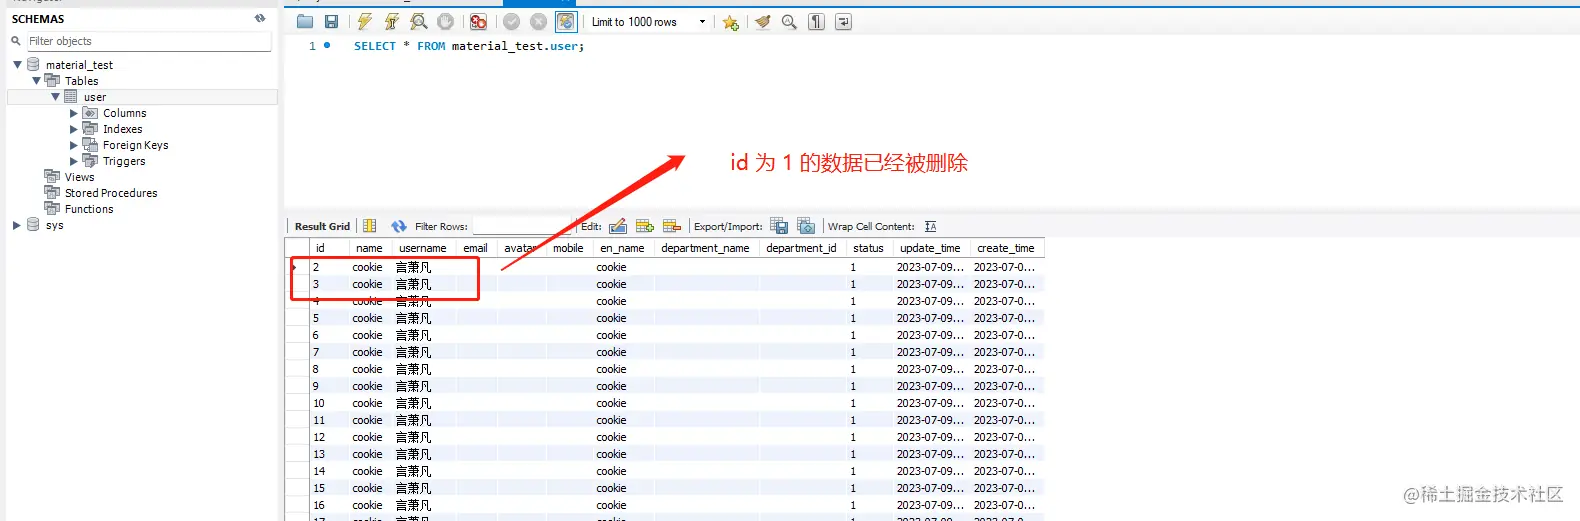 SCHEMAS
Filter objects
material_test
Tables
user
Columns
Indexes
Foreign Keys
Triggers
Views
Stored Procedures
Functions
sys
Limit to 1000 rows
1 SELECT * FROM material_test.user;
id 为 1 的数据已经被删除
Result Grid Filter Rows: Edit: Export/Import: Wrap Cell Content:
id name username email avatar mobile en_name department_name department_id status update_time create_time
2 cookie 言萧凡 cookie 1 2023-07-09... 2023-07-0...
3 cookie 言萧凡 cookie 1 2023-07-09... 2023-07-0...
4 cookie 言萧凡 cookie 1 2023-07-09... 2023-07-0...
5 cookie 言萧凡 cookie 1 2023-07-09... 2023-07-0...
6 cookie 言萧凡 cookie 1 2023-07-09... 2023-07-0...
7 cookie 言萧凡 cookie 1 2023-07-09... 2023-07-0...
8 cookie 言萧凡 cookie 1 2023-07-09... 2023-07-0...
9 cookie 言萧凡 cookie 1 2023-07-09... 2023-07-0...
10 cookie 言萧凡 cookie 1 2023-07-09... 2023-07-0...
11 cookie 言萧凡 cookie 1 2023-07-09... 2023-07-0...
12 cookie 言萧凡 cookie 1 2023-07-09... 2023-07-0...
13 cookie 言萧凡 cookie 1 2023-07-09... 2023-07-0...
14 cookie 言萧凡 cookie 1 2023-07-09... 2023-07-0...
15 cookie 言萧凡 cookie 1 2023-07-09... 2023-07-0...
16 cookie 言萧凡 cookie 1 2023-07-09... 2023-07-0...
@稀土掘金技术社区